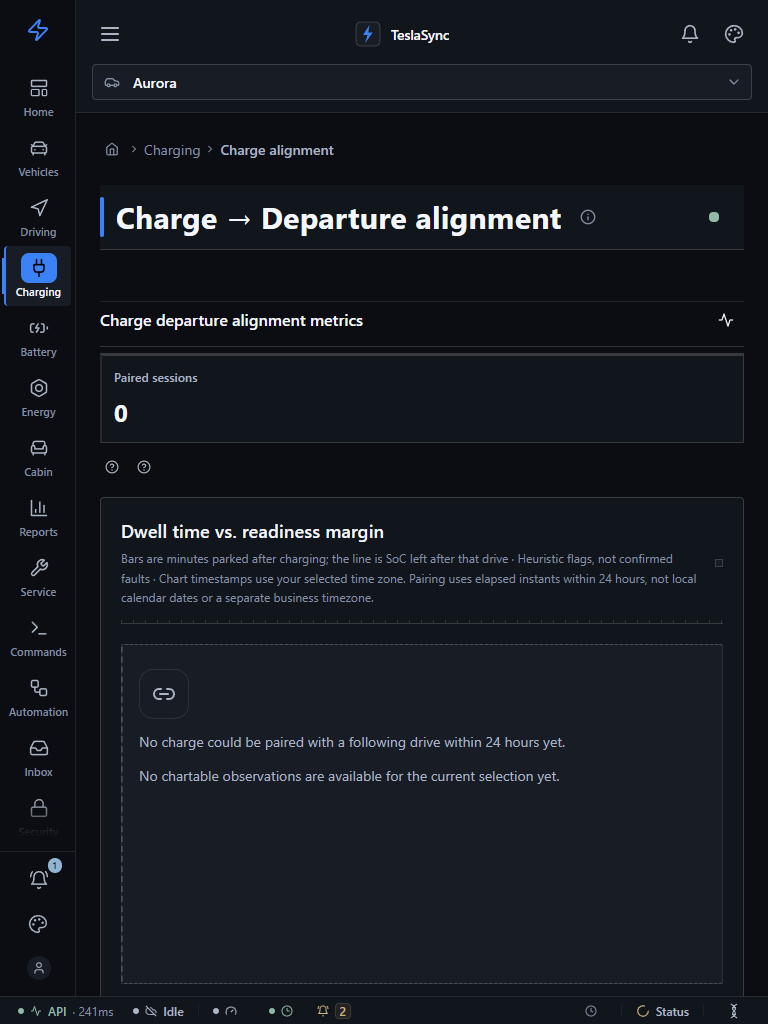 TeslaSync
Aurora
Home
Vehicles
Driving
Charging
Battery
Energy
Cabin
Reports
Service
Commands
Automation
Inbox
Security
1
Charging
Charge alignment
Charge → Departure alignment
Charge departure alignment metrics
Paired sessions
0
Dwell time vs. readiness margin
Bars are minutes parked after charging; the line is SoC left after that drive · Heuristic flags, not confirmed
faults · Chart timestamps use your selected time zone. Pairing uses elapsed instants within 24 hours, not local
calendar dates or a separate business timezone.
No charge could be paired with a following drive within 24 hours yet.
No chartable observations are available for the current selection yet.
API · 241ms
Idle
2
Status